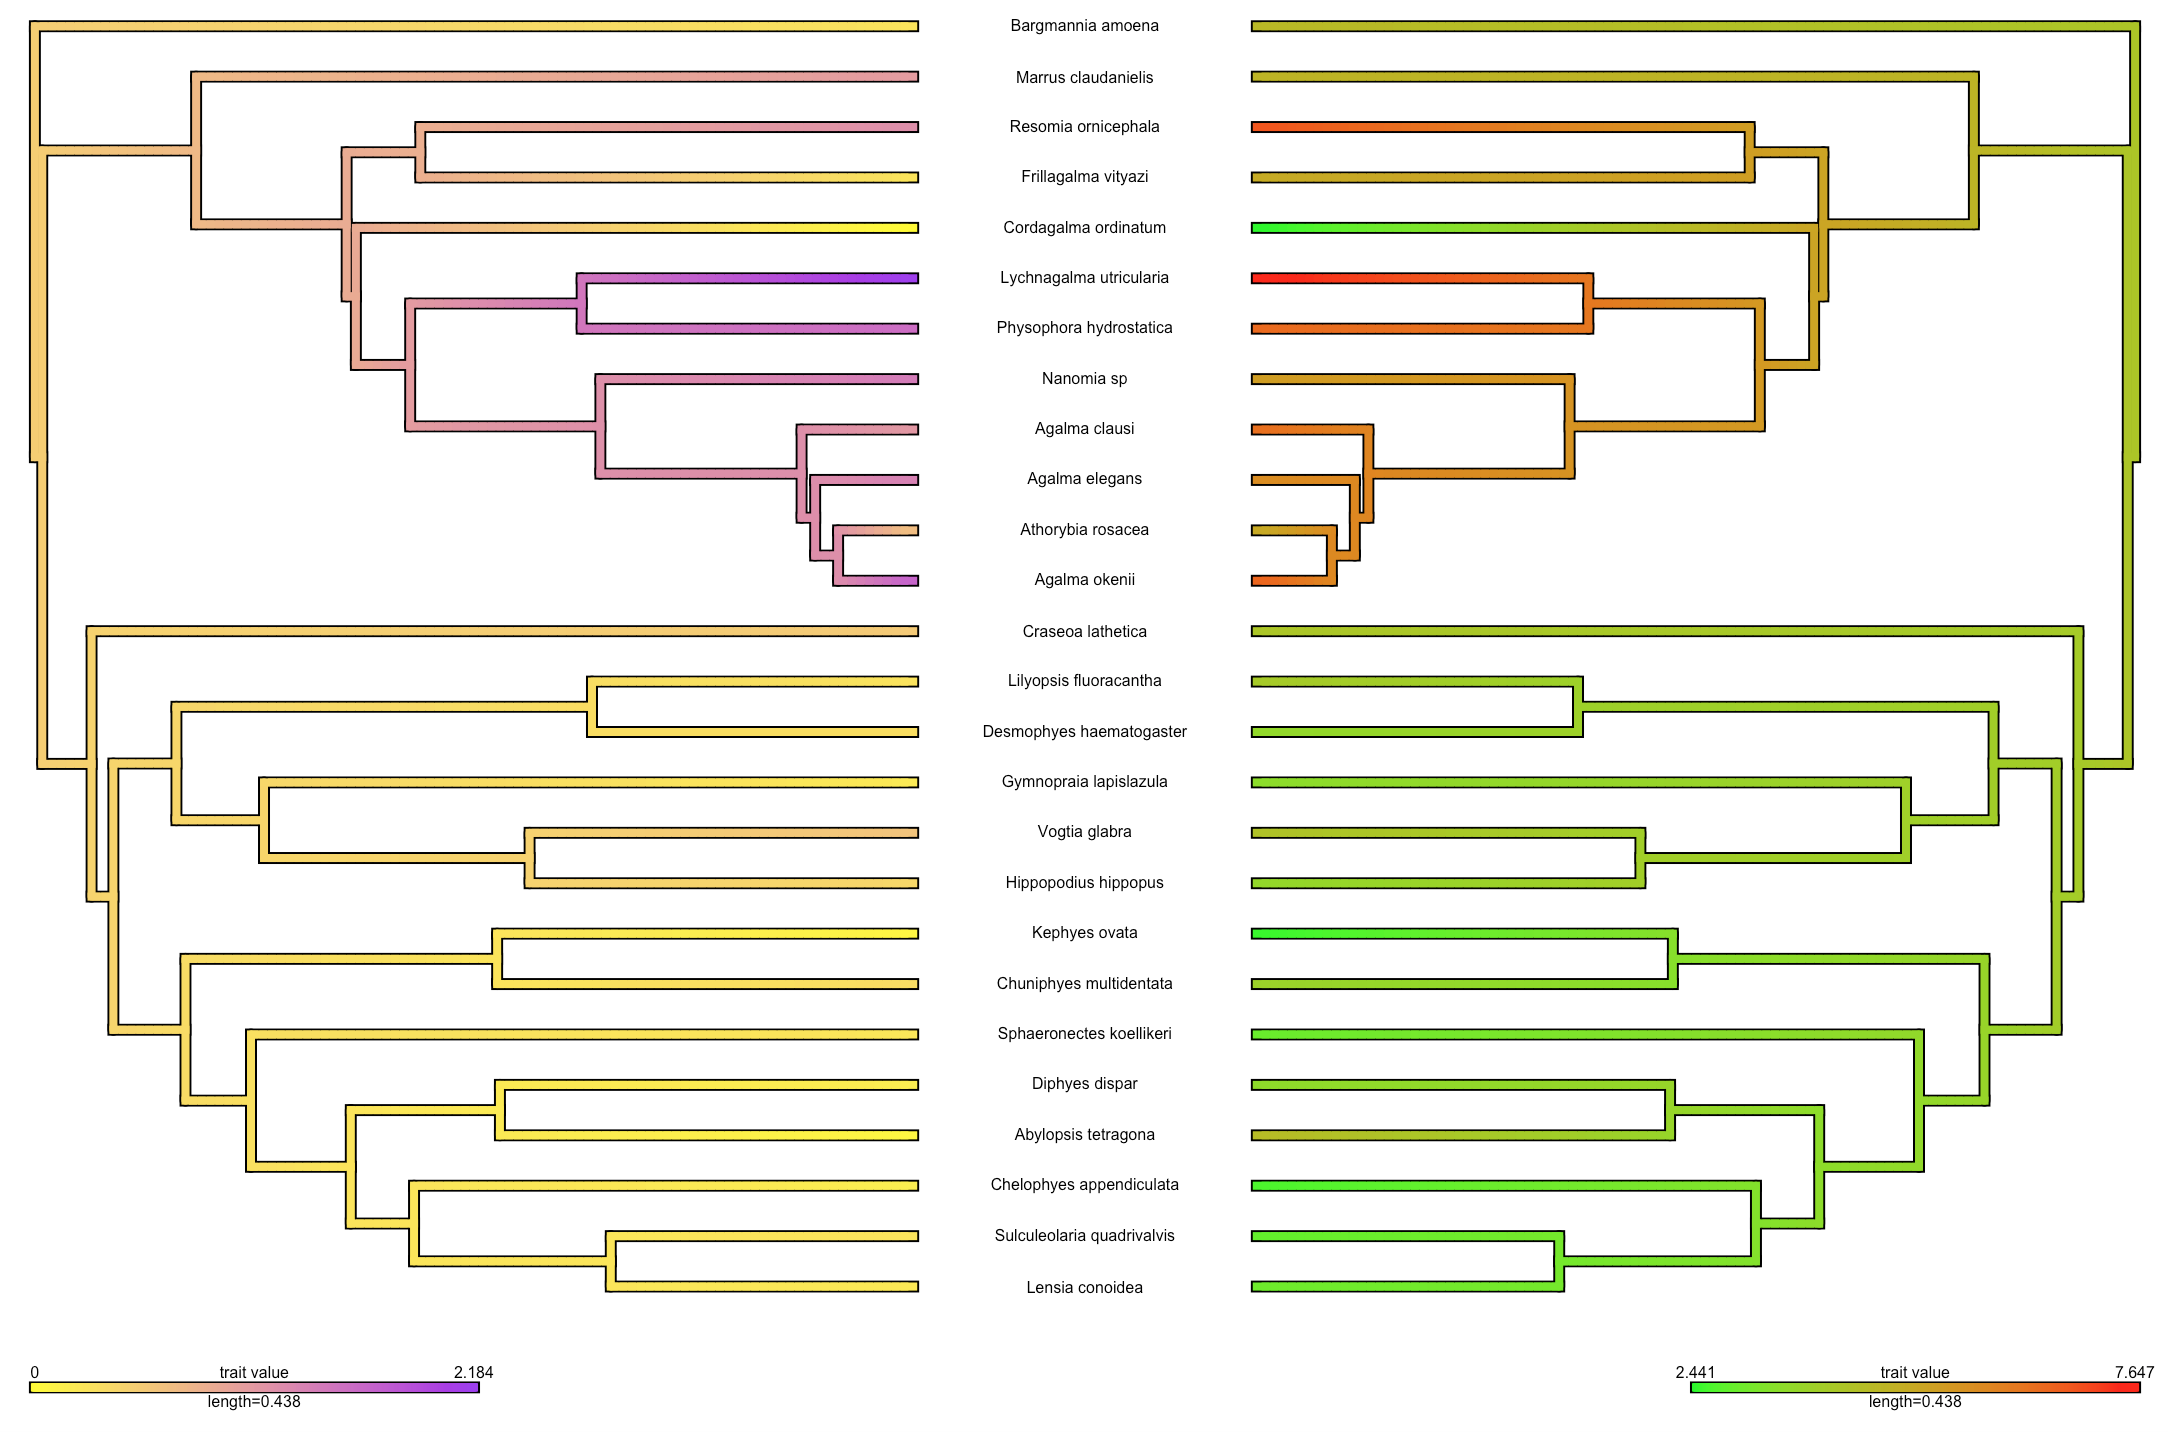 Bargmannia amoena
Marrus claudanielis
Resomia ornicephala
Frillagalma vityazi
Cordagalma ordinatum
Lychnagalma utricularia
Physophora hydrostatica
Nanomia sp
Agalma clausi
Agalma elegans
Athorybia rosacea
Agalma okenii
Craseoa lathetica
Lilyopsis fluoracantha
Desmophyes haematogaster
Gymnopraia lapislazula
Vogtia glabra
Hippopodius hippopus
Kephyes ovata
Chuniphyes multidentata
Sphaeronectes koellikeri
Diphyes dispar
Abylopsis tetragona
Chelophyes appendiculata
Sulculeolaria quadrivalvis
Lensia conoidea
0 trait value 2.184
length=0.438
2.441 trait value 7.647
length=0.438